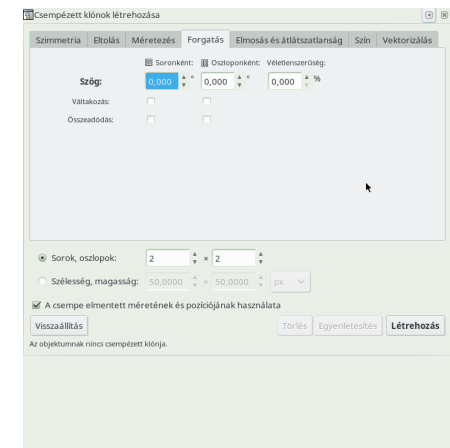 Csempézett klónok létrehozása
Szimmetria Eltolás Méretezés Forgatás Elmosás és átlátszatlanság Szín Vektorizálás
Soronként: Oszloponként: Véletlenszerűség:
Szög: 0,000 ° 0,000 ° 0,000 %
Váltakozás:
Összeadódás:
Sorok, oszlopok: 2 × 2
Szélesség, magasság: 50,0000 × 50,0000 px
A csempe elmentett méretének és pozíciójának használata
Visszaállítás Törlés Egyenletesítés Létrehozás
Az objektumnak nincs csempézett klónja.